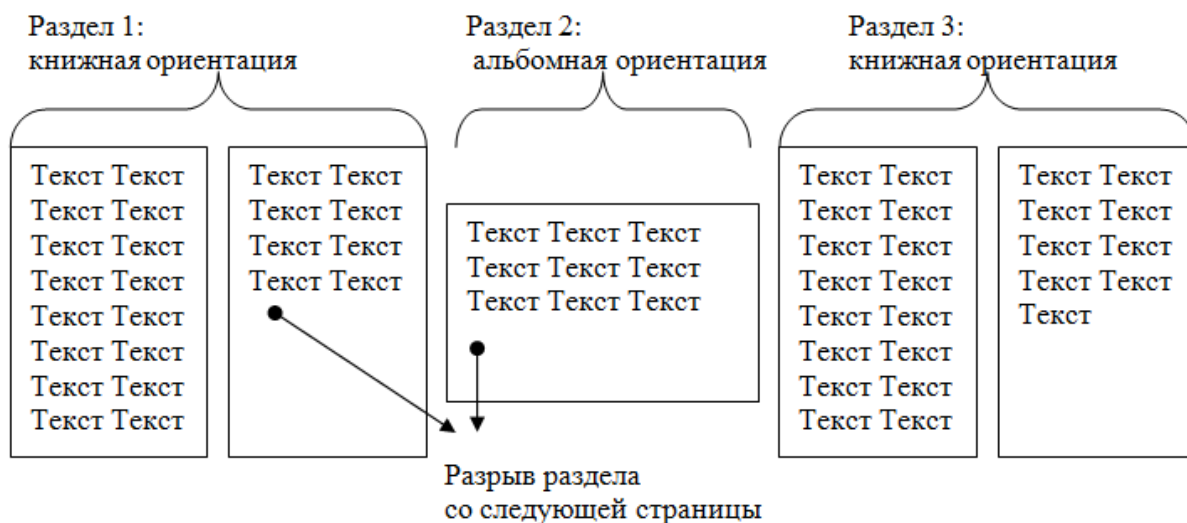 Раздел 1:
книжная ориентация
Раздел 2:
альбомная ориентация
Раздел 3:
книжная ориентация
Текст Текст
Текст Текст
Текст Текст
Текст Текст
Текст Текст
Текст Текст
Текст Текст
Текст Текст
Текст Текст
Текст Текст
Текст Текст
Текст Текст
Текст Текст Текст
Текст Текст Текст
Текст Текст Текст
Текст Текст
Текст Текст
Текст Текст
Текст Текст
Текст Текст
Текст Текст
Текст Текст
Текст Текст
Текст Текст
Текст Текст
Текст Текст
Текст Текст
Текст
Разрыв раздела
со следующей страницы